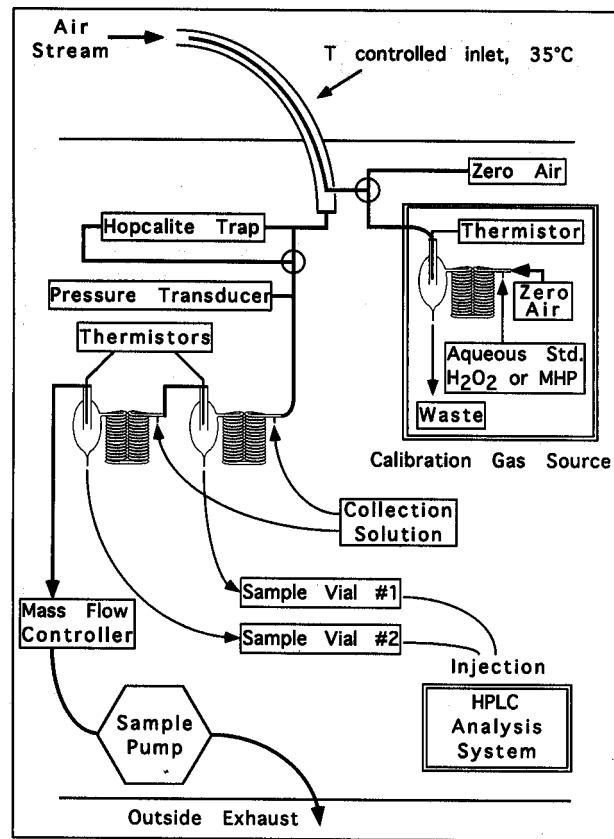 Air
Stream
T controlled inlet, 35°C
Zero Air
Hopcalite Trap
Thermistor
Pressure Transducer
Zero
Air
Thermistors
Aqueous Std.
H₂O₂ or MHP
Waste
Calibration Gas Source
Collection
Solution
Sample Vial #1
Mass Flow
Controller
Sample Vial #2
Injection
HPLC
Analysis
System
Sample
Pump
Outside Exhaust